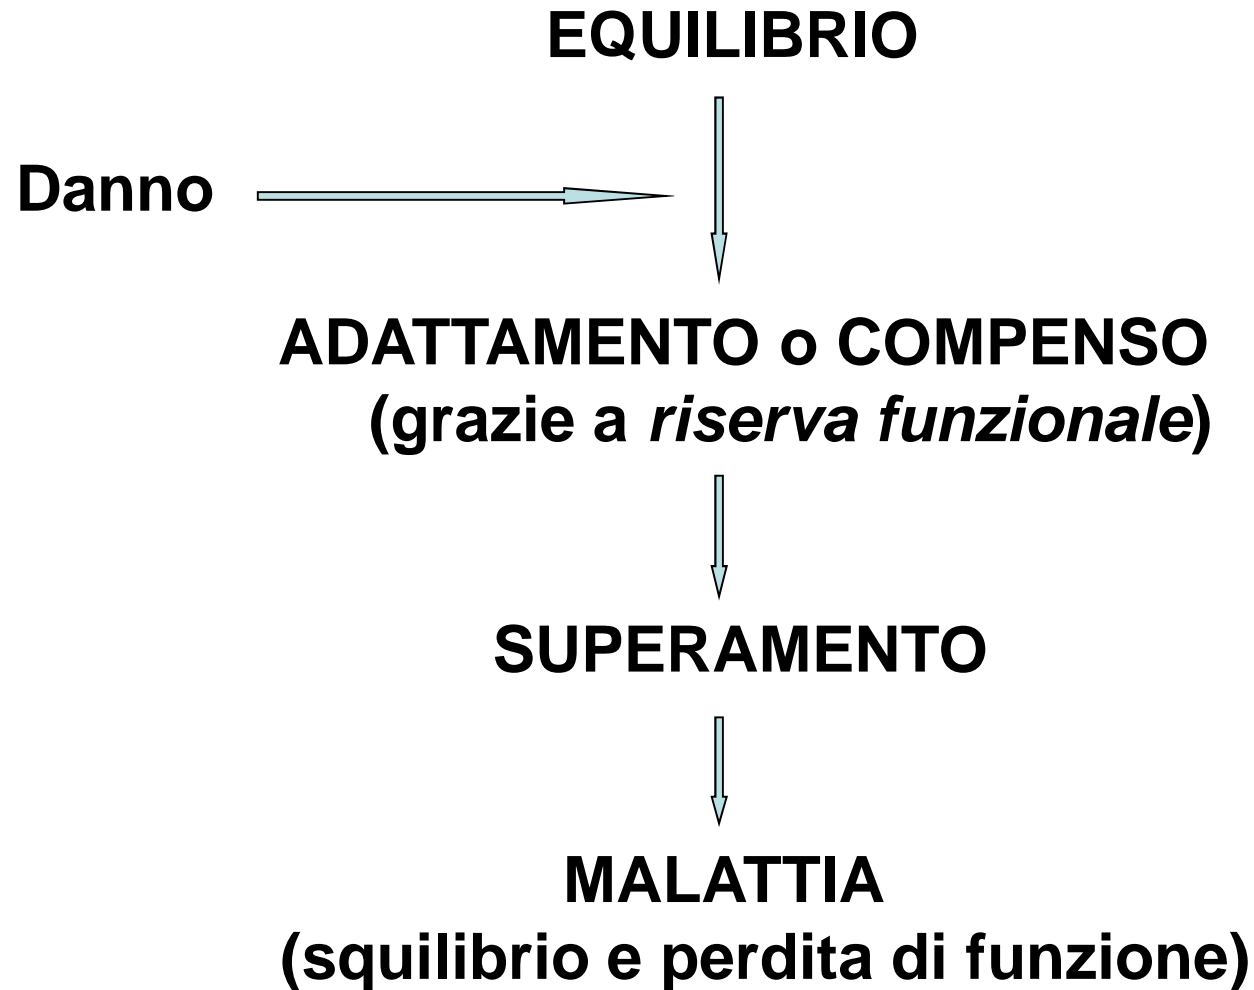 EQUILIBRIO
Danno
ADATTAMENTO o COMPENSO
(grazie a riserva funzionale)
SUPERAMENTO
MALATTIA
(squilibrio e perdita di funzione)